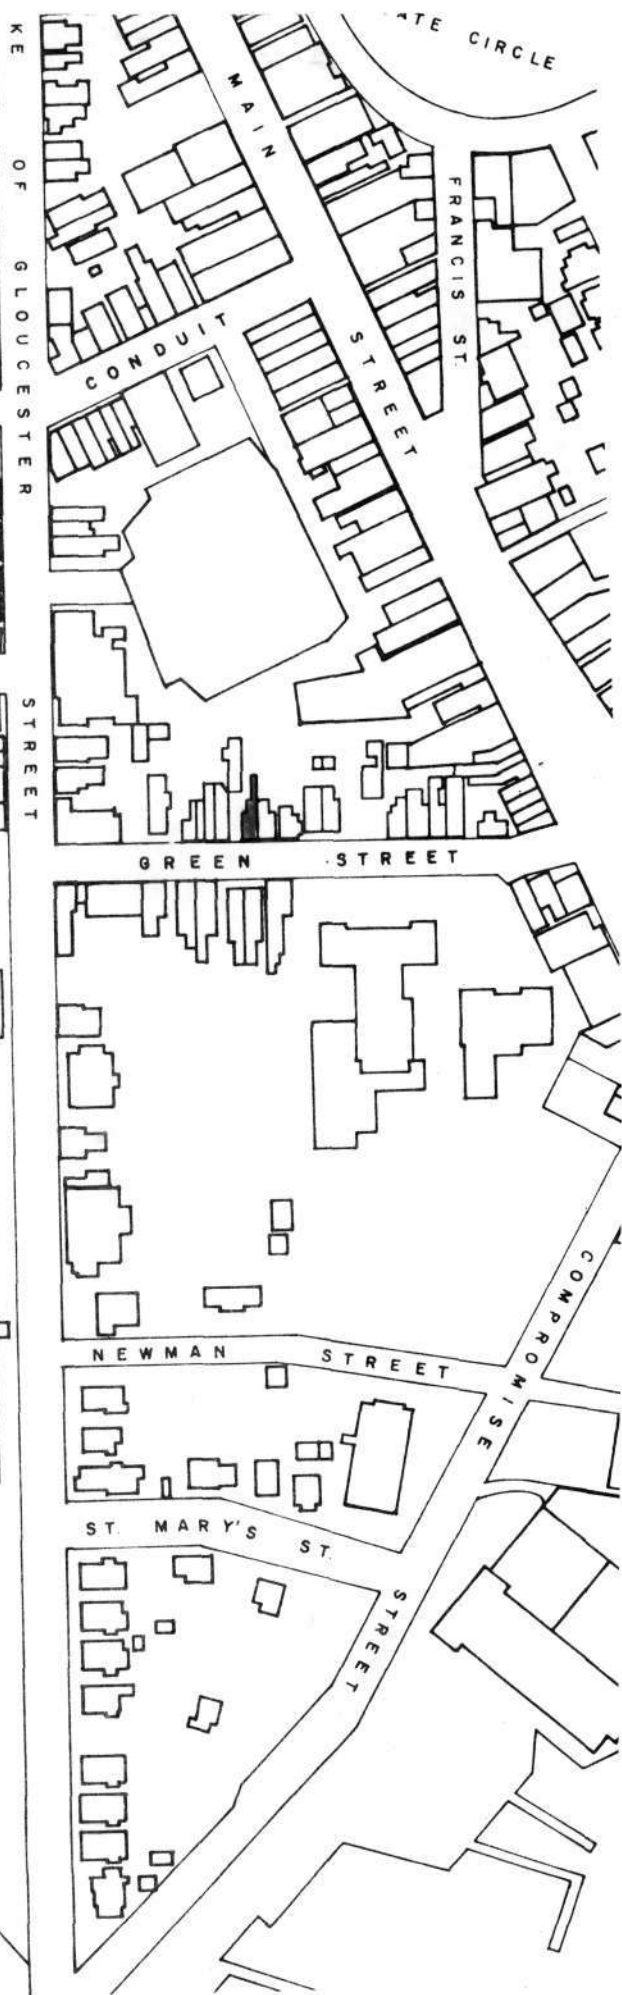 ATE CIRCLE
MAIN
STREET
FRANCIS ST.
KE OF GLOUCESTER
STREET
CONDUIT
GREEN STREET
COMPROMISE
STREET
NEWMAN STREET
ST. MARY'S ST.